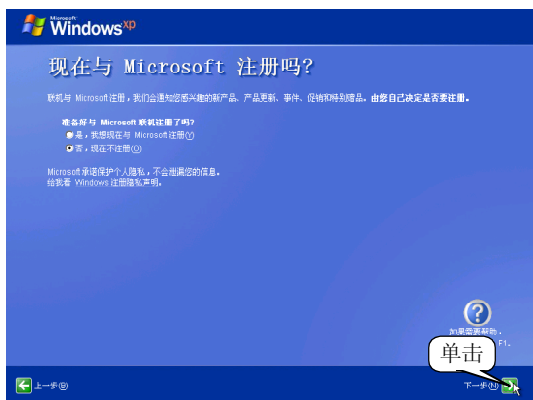 Microsoft
Windows xp
现在与 Microsoft 注册吗?
联机与 Microsoft 注册，我们会通知您感兴趣的新产品、产品更新、事件、促销和特别赠品。由您自己决定是否要注册。
准备好与 Microsoft 联机注册了吗?
是，我想现在与 Microsoft 注册(Y)
否，现在不注册(O)
Microsoft 承诺保护个人隐私，不会泄漏您的信息。
给我看 Windows 注册隐私声明。
如果需要帮助，
F1。
单击
上一步(B)
下一步(N)